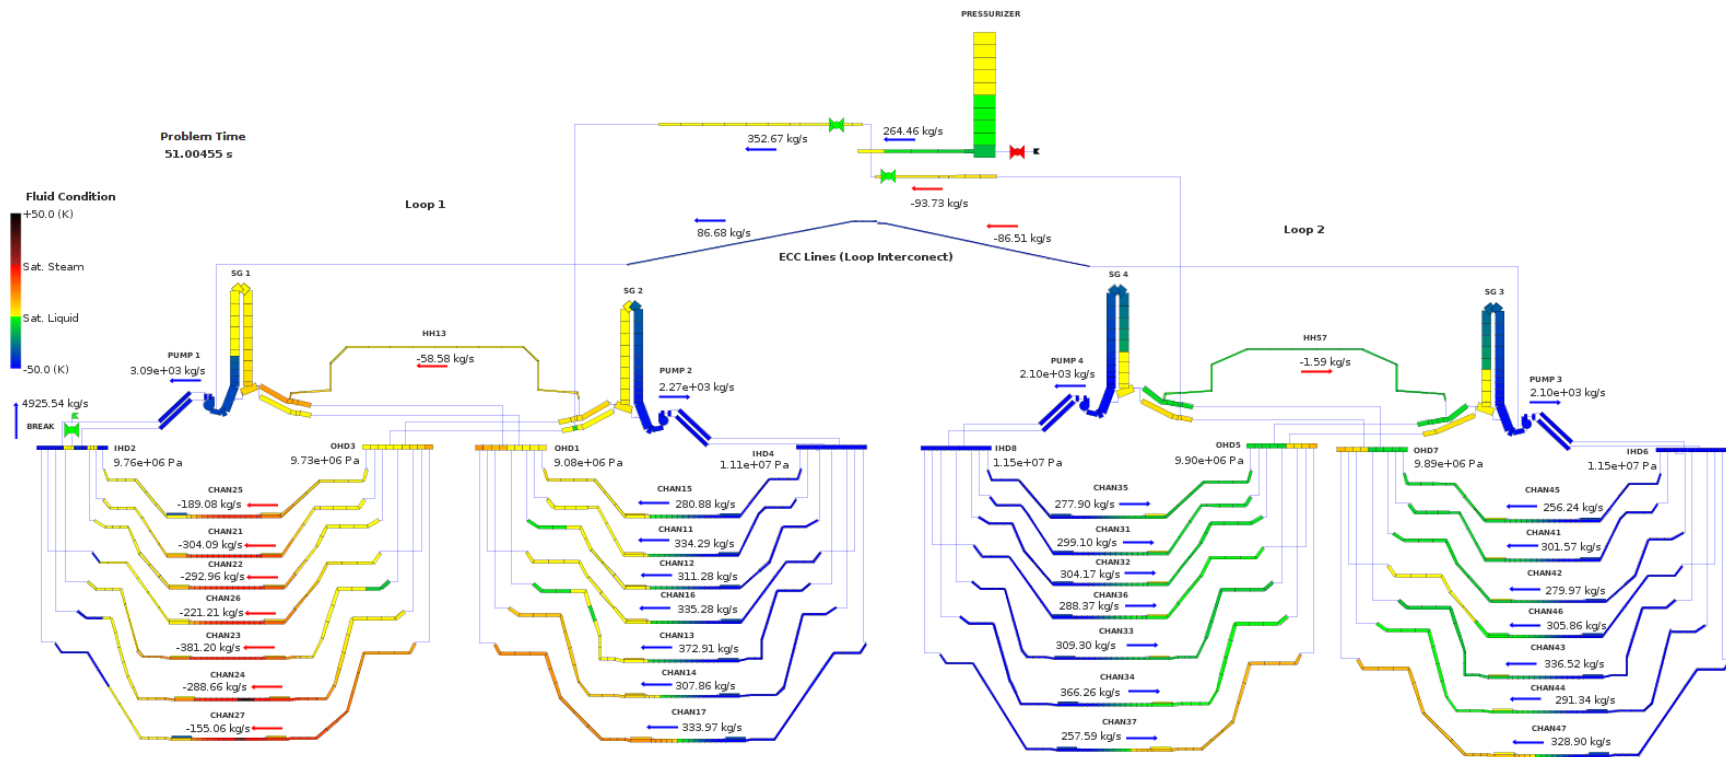 PRESSURIZER
Problem Time
51.00455 s
352.67 kg/s
264.46 kg/s
-93.73 kg/s
Fluid Condition
+50.0 (K)
Sat. Steam
Sat. Liquid
-50.0 (K)
Loop 1
86.68 kg/s
-86.51 kg/s
Loop 2
ECC Lines (Loop Interconect)
SG 1
SG 2
SG 4
SG 3
HH13
-58.58 kg/s
HH57
-1.59 kg/s
PUMP 1
3.09e+03 kg/s
PUMP 2
2.27e+03 kg/s
PUMP 4
2.10e+03 kg/s
PUMP 3
2.10e+03 kg/s
4925.54 kg/s
BREAK
IHD2
9.76e+06 Pa
OHD3
9.73e+06 Pa
OHD1
9.08e+06 Pa
IHD4
1.11e+07 Pa
IHD8
1.15e+07 Pa
OHD5
9.90e+06 Pa
OHD7
9.89e+06 Pa
IHD6
1.15e+07 Pa
CHAN25
-189.08 kg/s
CHAN21
-304.09 kg/s
CHAN22
-292.96 kg/s
CHAN26
-221.21 kg/s
CHAN23
-381.20 kg/s
CHAN24
-288.66 kg/s
CHAN27
-155.06 kg/s
CHAN15
280.88 kg/s
CHAN11
334.29 kg/s
CHAN12
311.28 kg/s
CHAN16
335.28 kg/s
CHAN13
372.91 kg/s
CHAN14
307.86 kg/s
CHAN17
333.97 kg/s
CHAN35
277.90 kg/s
CHAN31
299.10 kg/s
CHAN32
304.17 kg/s
CHAN36
288.37 kg/s
CHAN33
309.30 kg/s
CHAN34
366.26 kg/s
CHAN37
257.59 kg/s
CHAN45
256.24 kg/s
CHAN41
301.57 kg/s
CHAN42
279.97 kg/s
CHAN46
305.86 kg/s
CHAN43
336.52 kg/s
CHAN44
291.34 kg/s
CHAN47
328.90 kg/s